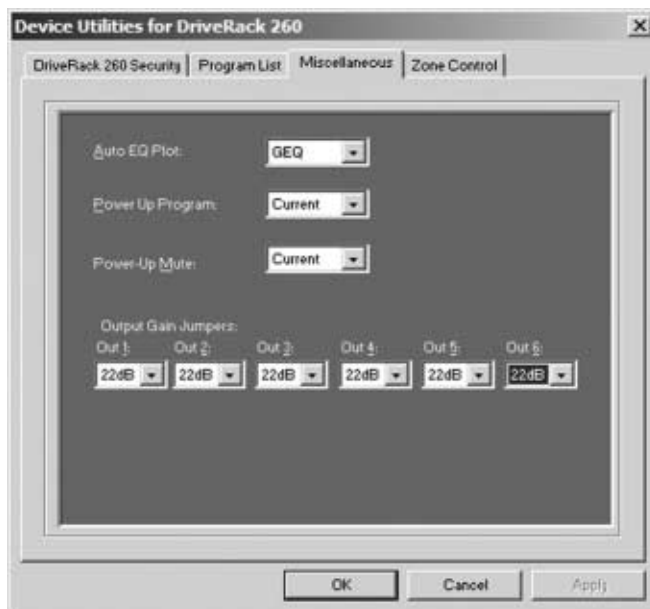 Device Utilities for DriveRack 260
DriveRack 260 Security Program List Miscellaneous Zone Control
Auto EQ Plot: GEQ
Power Up Program: Current
Power-Up Mute: Current
Output Gain Jumpers:
Out 1: Out 2: Out 3: Out 4: Out 5: Out 6:
22dB 22dB 22dB 22dB 22dB 22dB
OK Cancel Apply